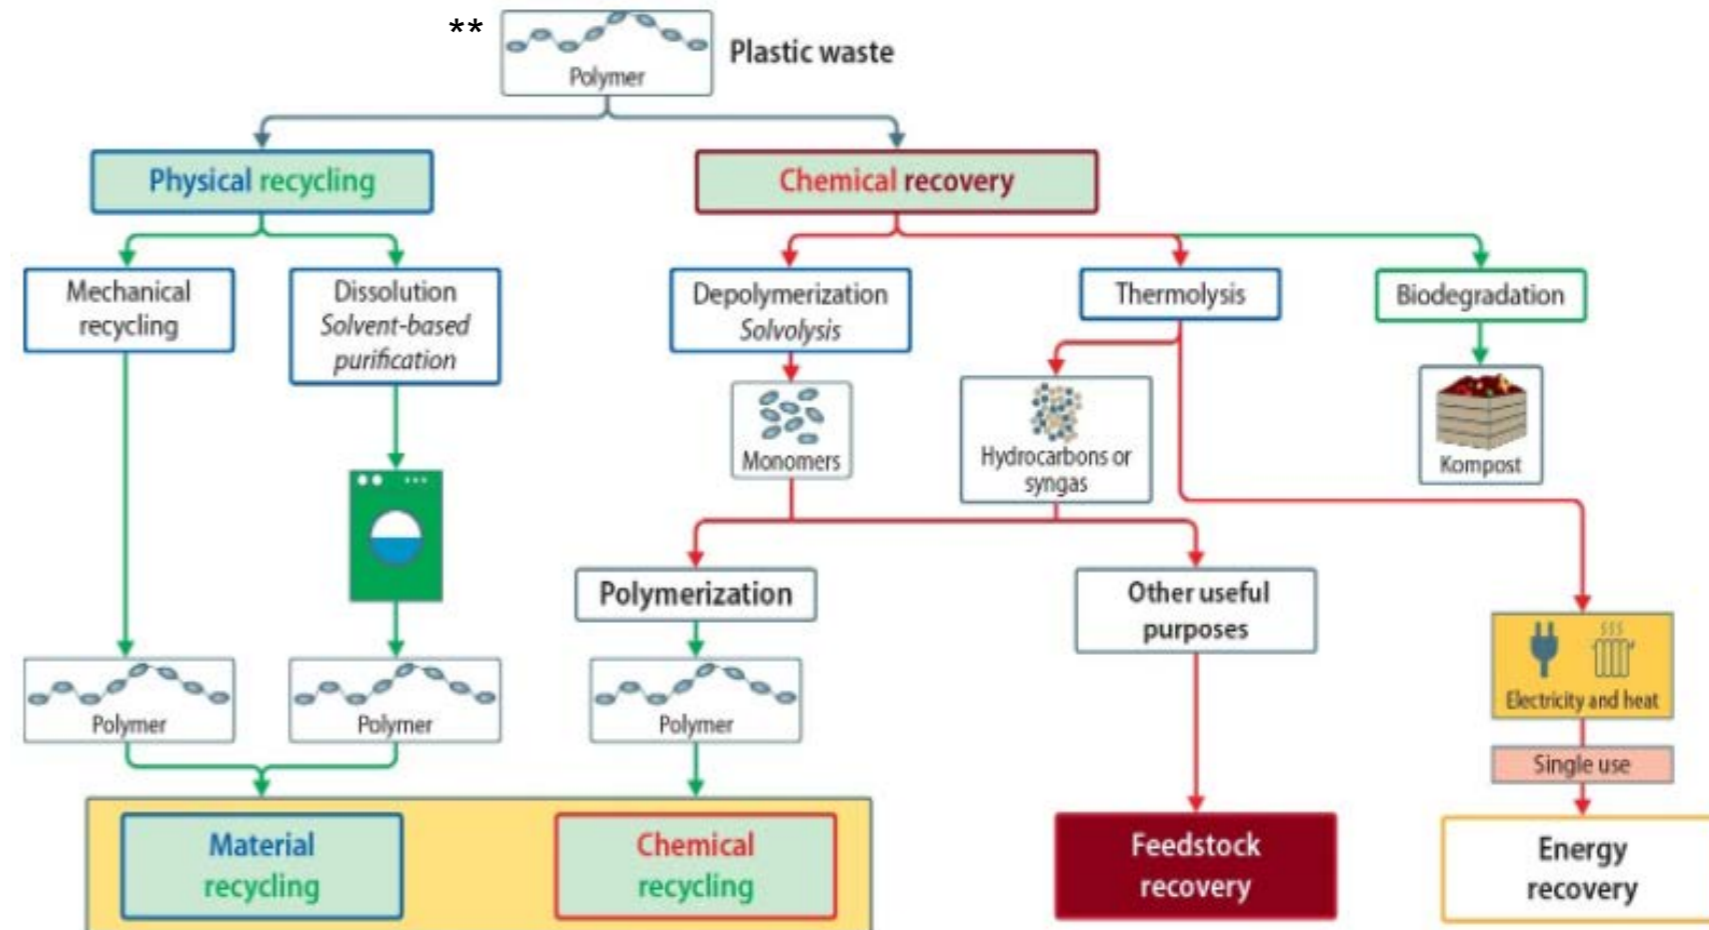 **
Polymer
Plastic waste
Physical recycling
Chemical recovery
Mechanical
recycling
Dissolution
Solvent-based
purification
Depolymerization
Solvolysis
Thermolysis
Biodegradation
Monomers
Hydrocarbons or
syngas
Kompost
Polymerization
Other useful
purposes
Electricity and heat
Polymer
Polymer
Polymer
Single use
Material
recycling
Chemical
recycling
Feedstock
recovery
Energy
recovery